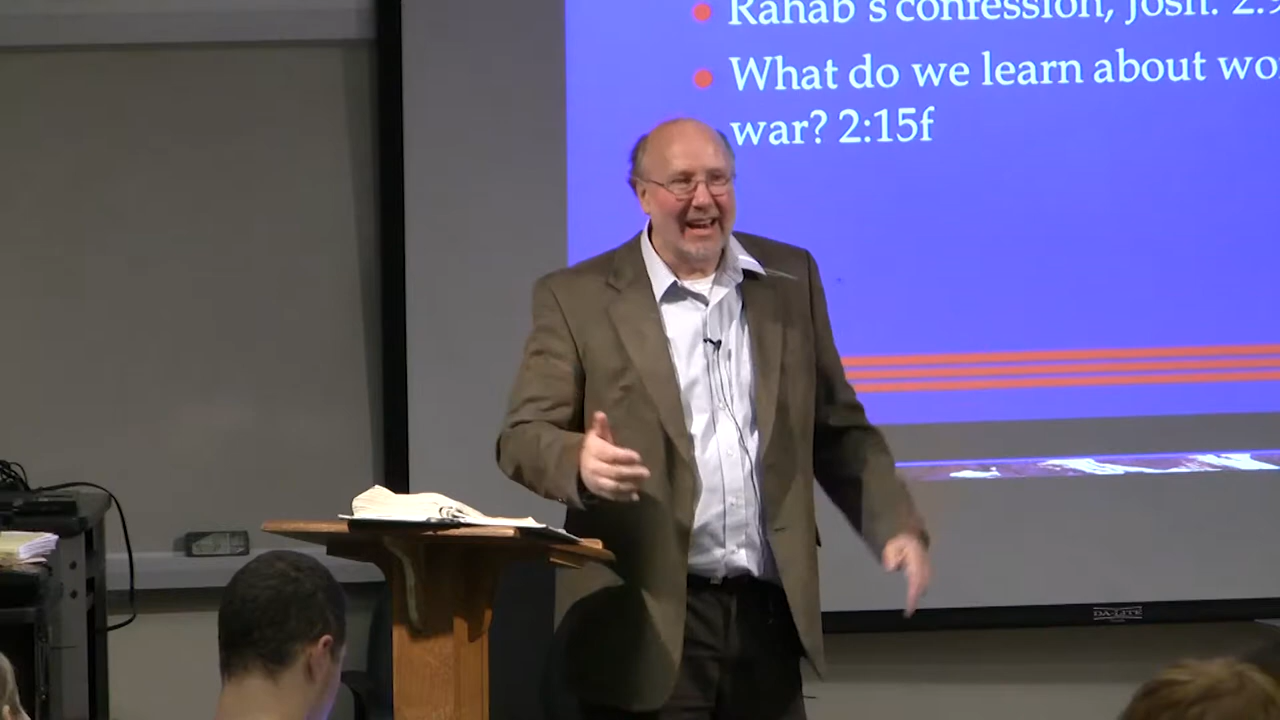 Rahab's confession, Josh. 2:9
What do we learn about wo
war? 2:15f
DA-LITE